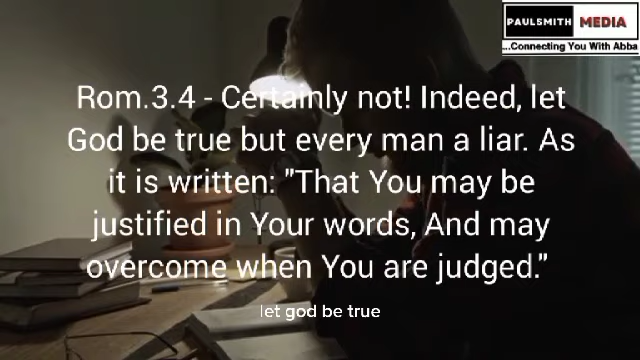 PAULSMITH MEDIA
...Connecting You With Abba
Rom.3.4 - Certainly not! Indeed, let
God be true but every man a liar. As
it is written: "That You may be
justified in Your words, And may
overcome when You are judged."
let god be true